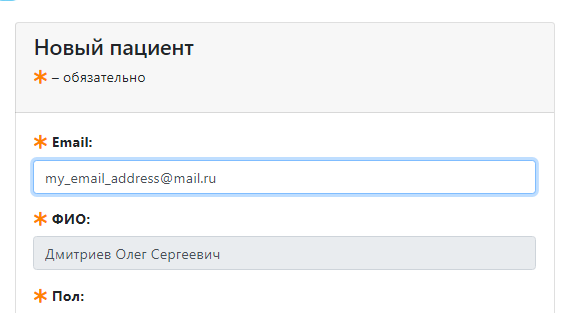 Новый пациент
* – обязательно
* Email:
my_email_address@mail.ru
* ФИО:
Дмитриев Олег Сергеевич
* Пол: